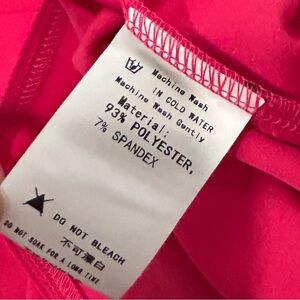 Machine Wash
IN COLD WATER
Machine Wash Gently
Material:
93% POLYESTER,
7% SPANDEX
DO NOT BLEACH
不可漂白
DO NOT SOAK FOR A LONG TIME